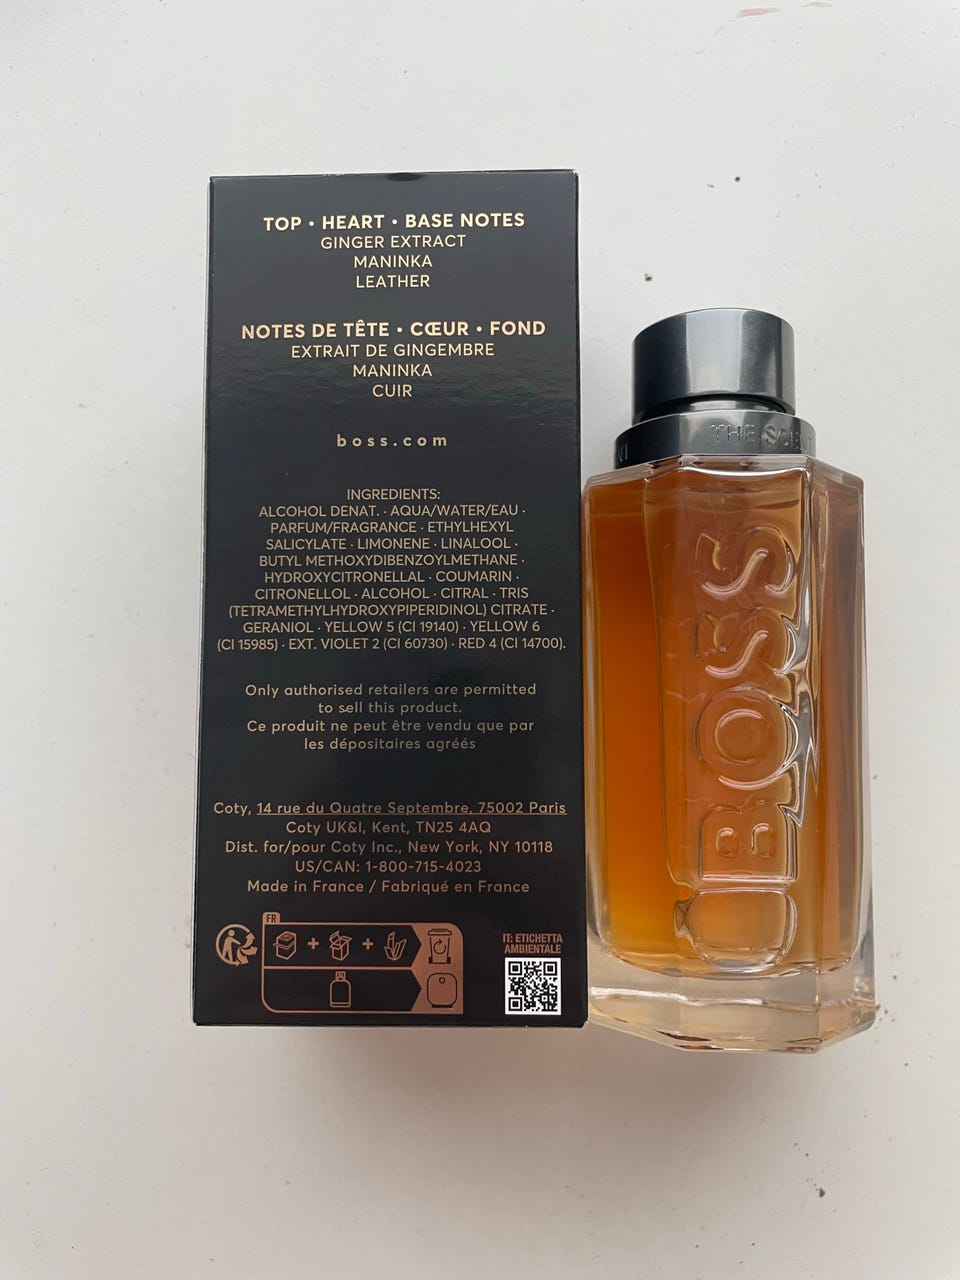 TOP • HEART • BASE NOTES
GINGER EXTRACT
MANINKA
LEATHER
NOTES DE TÊTE • CŒUR • FOND
EXTRAIT DE GINGEMBRE
MANINKA
CUIR
boss.com
INGREDIENTS:
ALCOHOL DENAT. · AQUA/WATER/EAU ·
PARFUM/FRAGRANCE · ETHYLHEXYL
SALICYLATE · LIMONENE · LINALOOL ·
BUTYL METHOXYDIBENZOYLMETHANE ·
HYDROXYCITRONELLAL · COUMARIN ·
CITRONELLOL · ALCOHOL · CITRAL · TRIS
(TETRAMETHYLHYDROXYPIPERIDINOL) CITRATE ·
GERANIOL · YELLOW 5 (CI 19140) · YELLOW 6
(CI 15985) · EXT. VIOLET 2 (CI 60730) · RED 4 (CI 14700).
Only authorised retailers are permitted
to sell this product.
Ce produit ne peut être vendu que par
les dépositaires agréés
Coty, 14 rue du Quatre Septembre, 75002 Paris
Coty UK&I, Kent, TN25 4AQ
Dist. for/pour Coty Inc., New York, NY 10118
US/CAN: 1-800-715-4023
Made in France / Fabriqué en France
FR
IT: ETICHETTA
AMBIENTALE
THE SCENT
BOSS